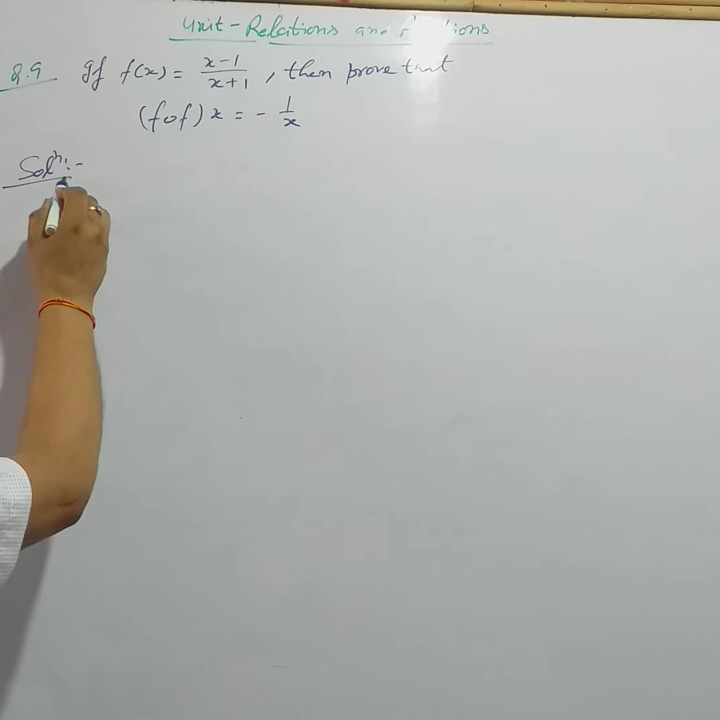 Unit - Relations and
Q.9 If f(x) = x-1/x+1, then prove that
(fof)x = - 1/x
Solⁿ:-